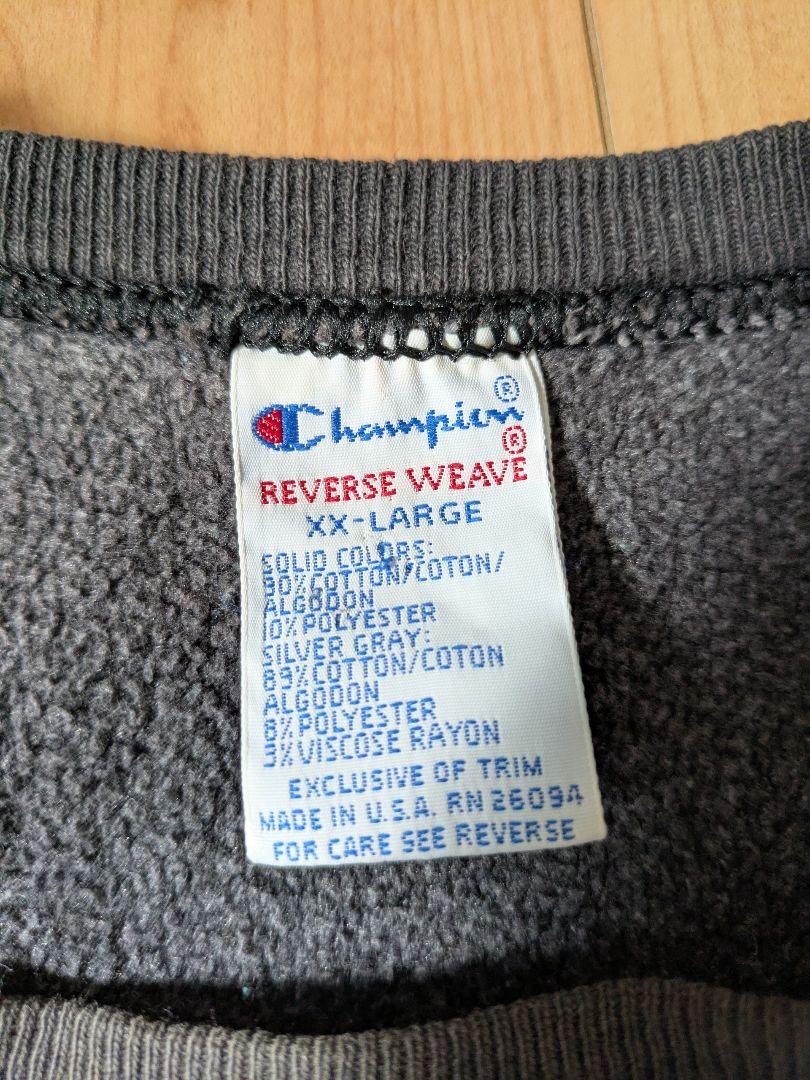 Champion®
REVERSE WEAVE®
XX-LARGE
SOLID COLORS:
90% COTTON/COTON/
ALGODON
10% POLYESTER
SILVER GRAY:
89% COTTON/COTON
ALGODON
8% POLYESTER
3% VISCOSE RAYON
EXCLUSIVE OF TRIM
MADE IN U.S.A. RN 26094
FOR CARE SEE REVERSE